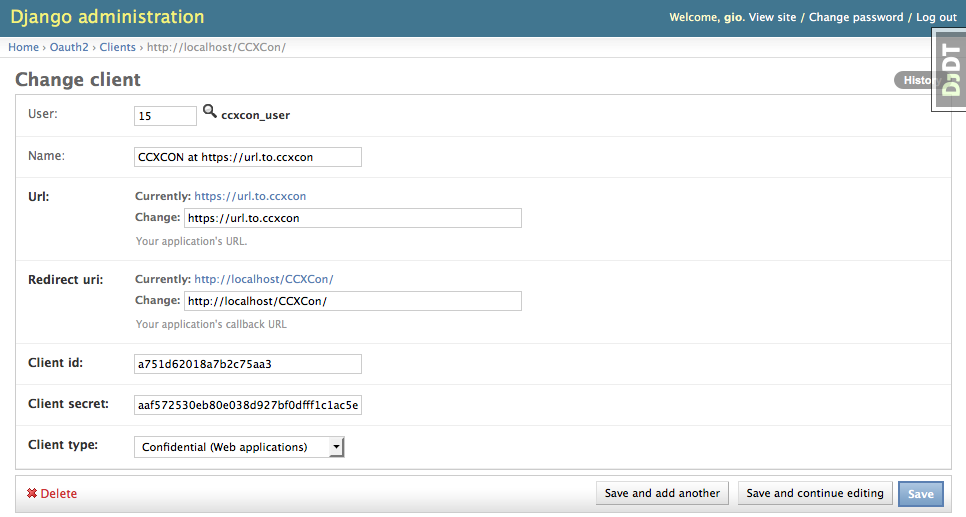 Django administration
Welcome, gio. View site / Change password / Log out
Home › Oauth2 › Clients › http://localhost/CCXCon/
DjDT
Change client
History
User:
15
ccxcon_user
Name:
CCXCON at https://url.to.ccxcon
Url:
Currently: https://url.to.ccxcon
Change: https://url.to.ccxcon
Your application's URL.
Redirect uri:
Currently: http://localhost/CCXCon/
Change: http://localhost/CCXCon/
Your application's callback URL
Client id:
a751d62018a7b2c75aa3
Client secret:
aaf572530eb80e038d927bf0dfff1c1ac5e
Client type:
Confidential (Web applications)
Delete
Save and add another
Save and continue editing
Save